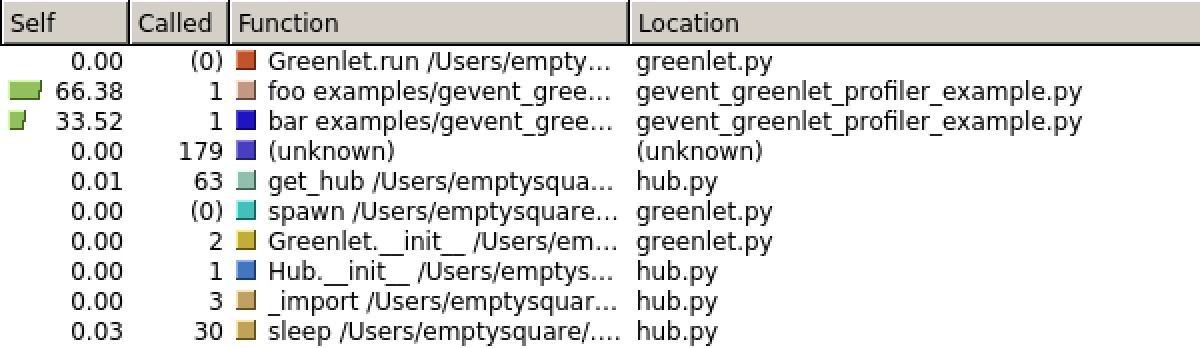 Self Called Function Location
0.00 (0) Greenlet.run /Users/empty... greenlet.py
66.38 1 foo examples/gevent_gree... gevent_greenlet_profiler_example.py
33.52 1 bar examples/gevent_gree... gevent_greenlet_profiler_example.py
0.00 179 (unknown) (unknown)
0.01 63 get_hub /Users/emptysqua... hub.py
0.00 (0) spawn /Users/emptysquare... greenlet.py
0.00 2 Greenlet.__init__ /Users/em... greenlet.py
0.00 1 Hub.__init__ /Users/emptys... hub.py
0.00 3 _import /Users/emptysquar... hub.py
0.03 30 sleep /Users/emptysquare/.... hub.py